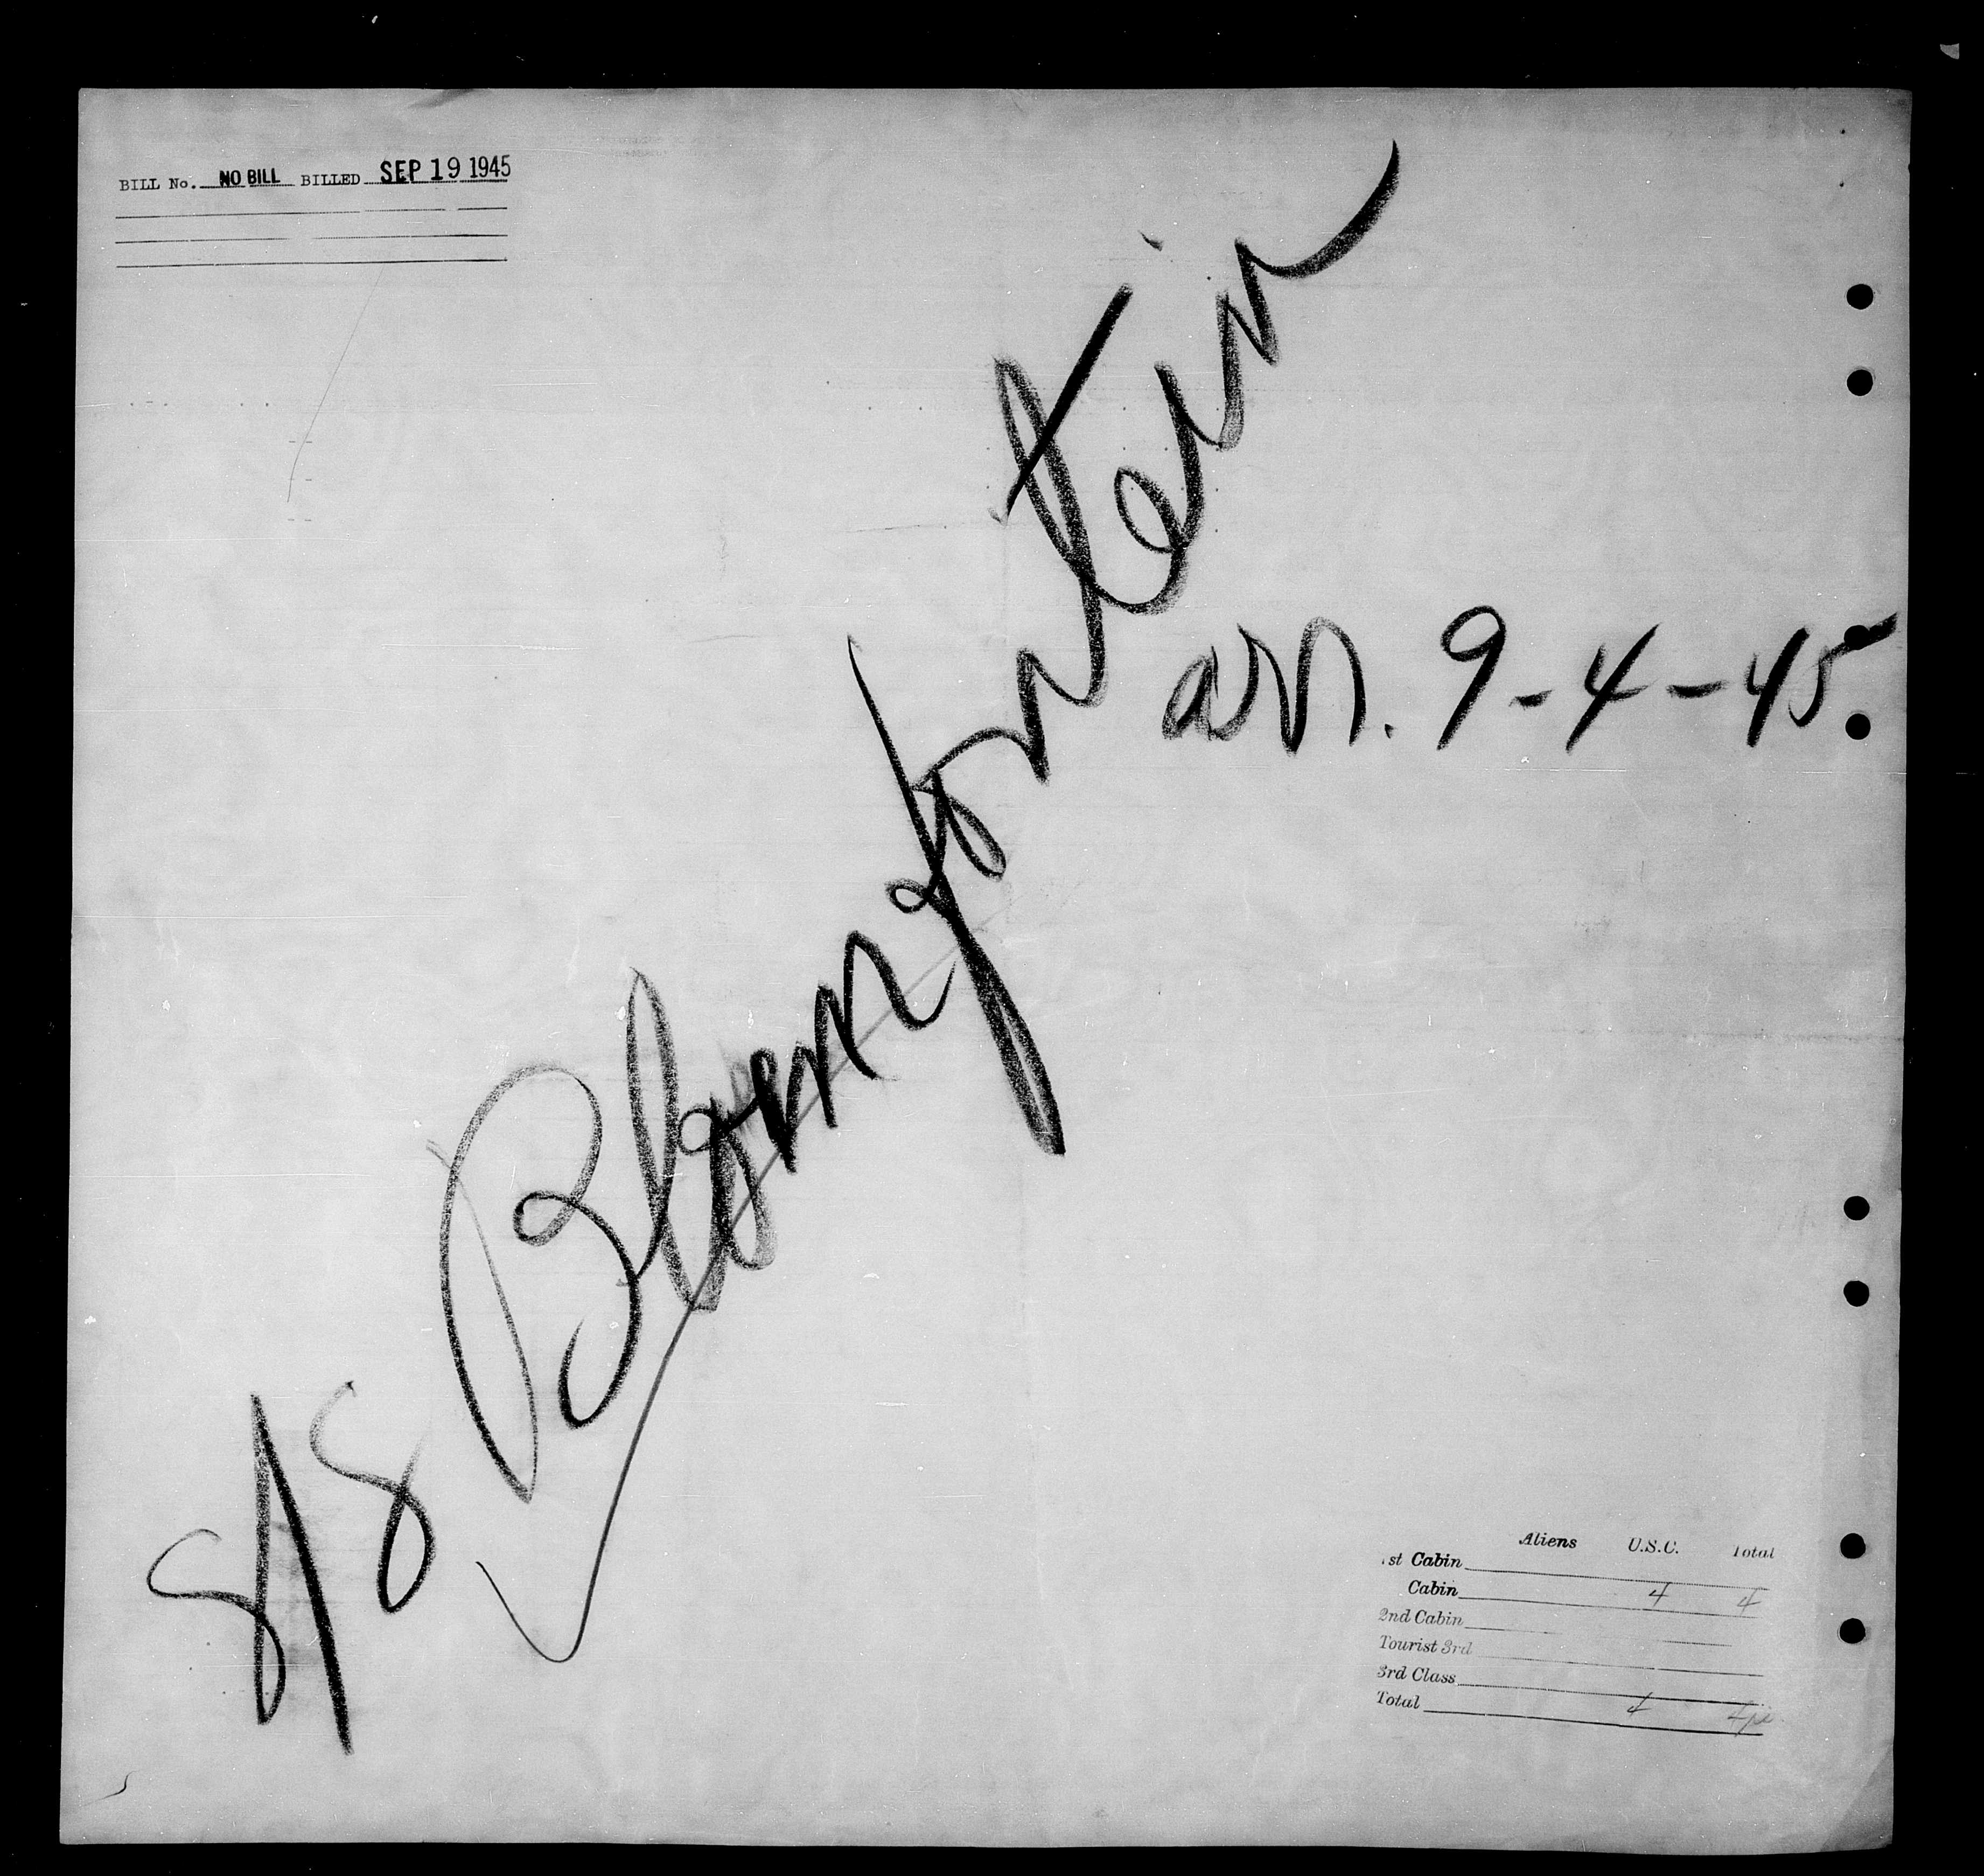 BILL No. NO BILL BILLED SEP 19 1945
S/S Blomfontein
arr. 9-4-45
Aliens U.S.C. Total
1st Cabin
Cabin 4 4
2nd Cabin
Tourist 3rd
3rd Class
Total 4 4